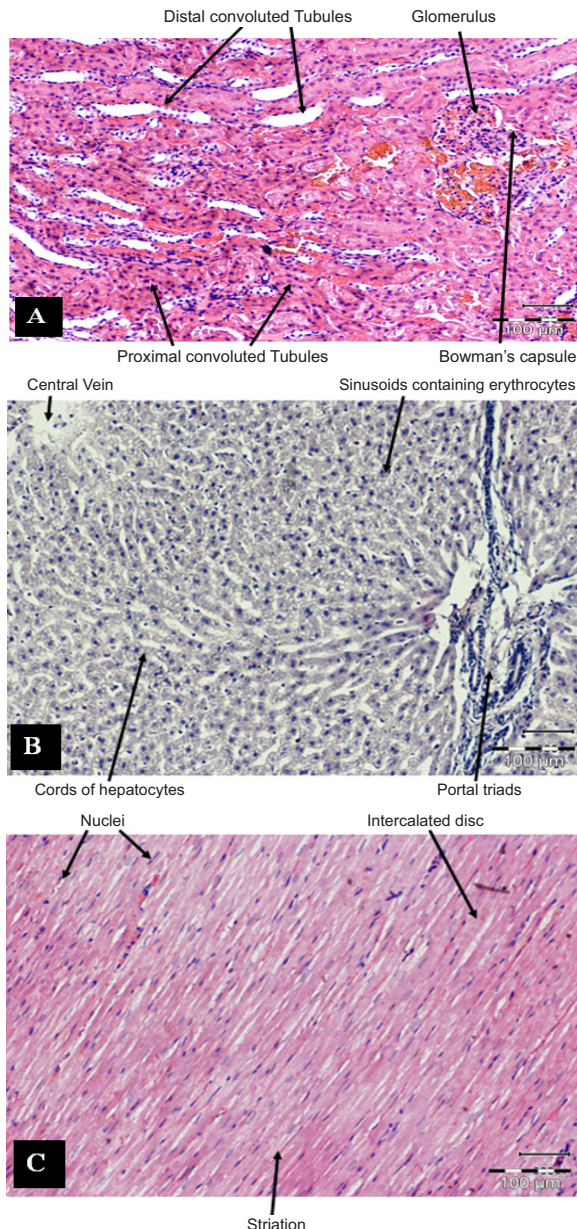 Distal convoluted Tubules
Glomerulus
A
100 µm
Proximal convoluted Tubules
Bowman's capsule
Central Vein
Sinusoids containing erythrocytes
B
100 µm
Cords of hepatocytes
Portal triads
Nuclei
Intercalated disc
C
100 µm
Striation